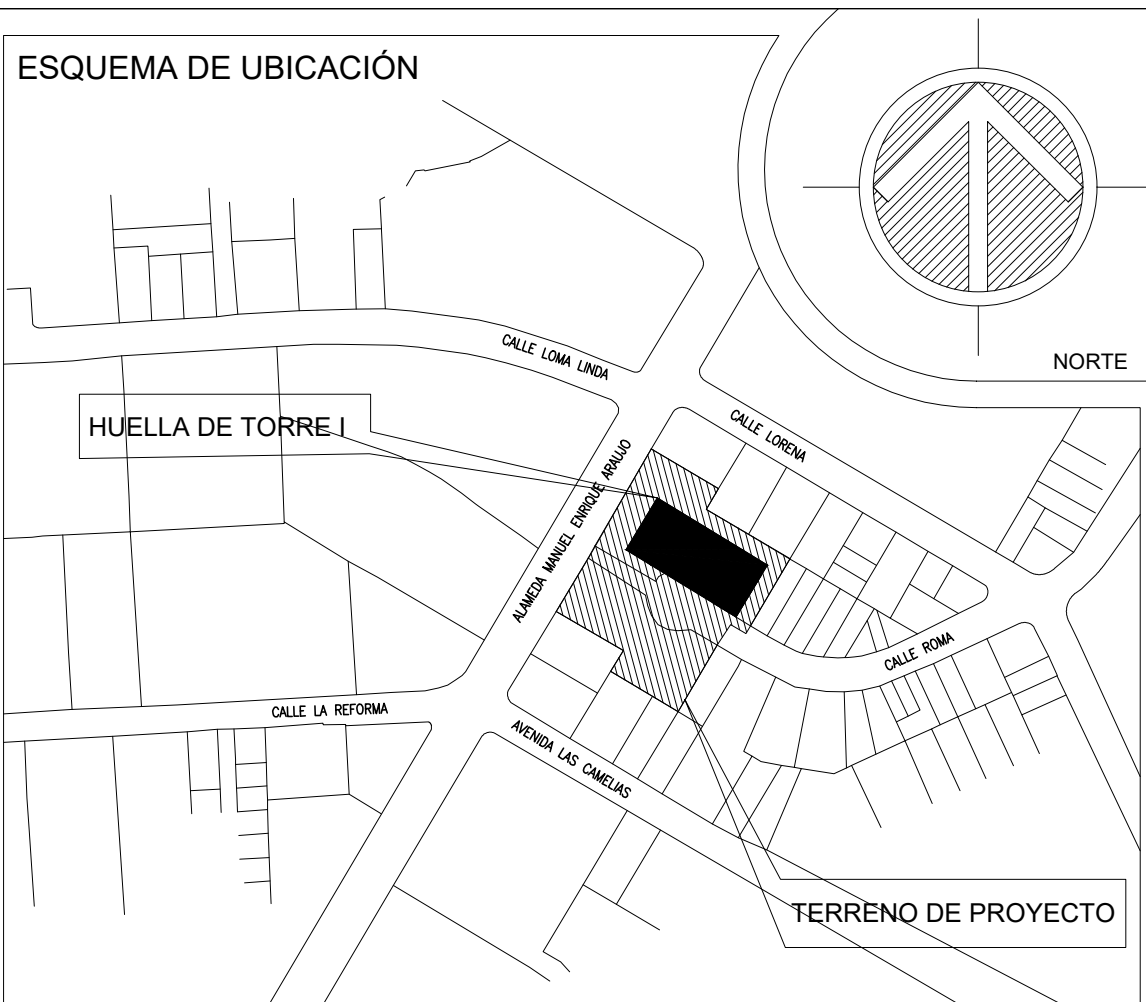 ESQUEMA DE UBICACIÓN
NORTE
CALLE LOMA LINDA
HUELLA DE TORRE I
CALLE LORENA
ALAMEDA MANUEL ENRIQUE ARAUJO
CALLE ROMA
CALLE LA REFORMA
AVENIDA LAS CAMELIAS
TERRENO DE PROYECTO